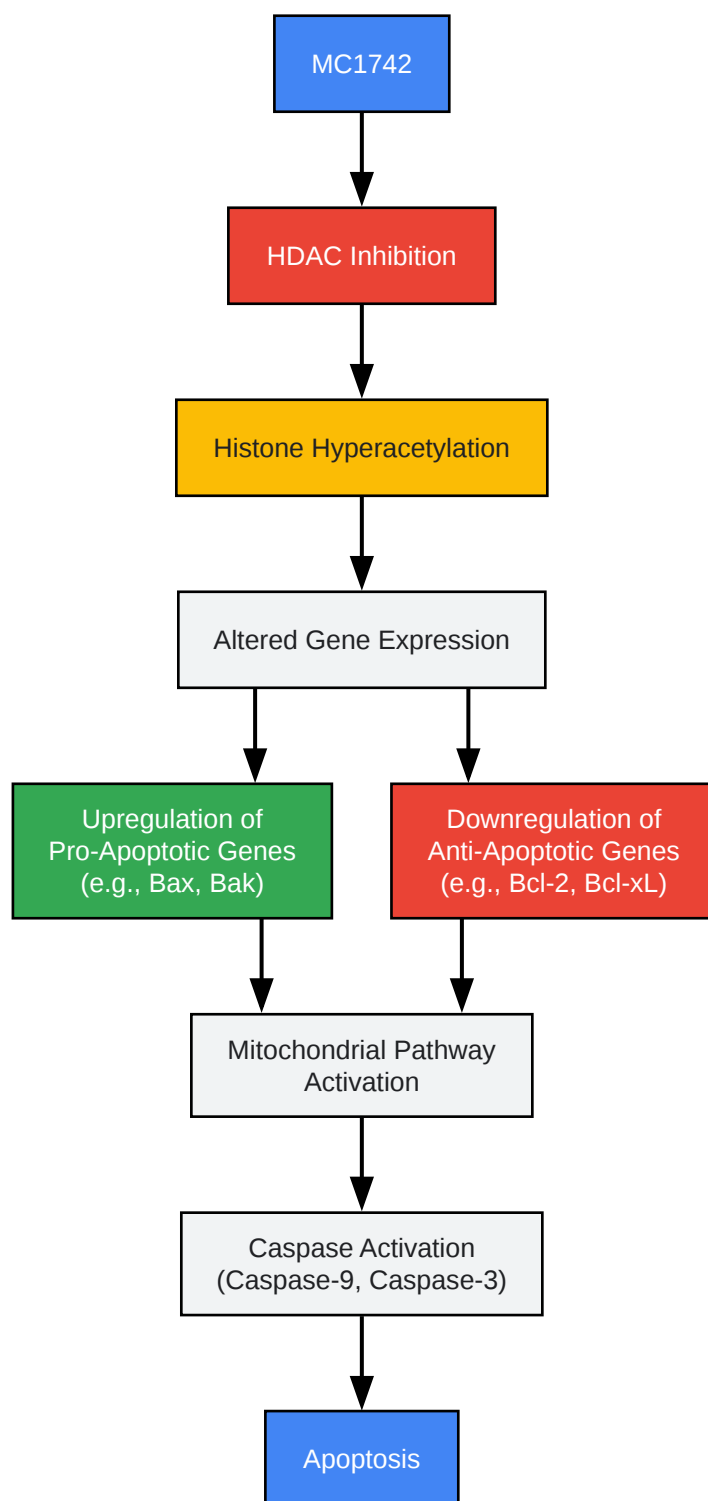 MC1742
HDAC Inhibition
Histone Hyperacetylation
Altered Gene Expression
Upregulation of
Pro-Apoptotic Genes
(e.g., Bax, Bak)
Downregulation of
Anti-Apoptotic Genes
(e.g., Bcl-2, Bcl-xL)
Mitochondrial Pathway
Activation
Caspase Activation
(Caspase-9, Caspase-3)
Apoptosis